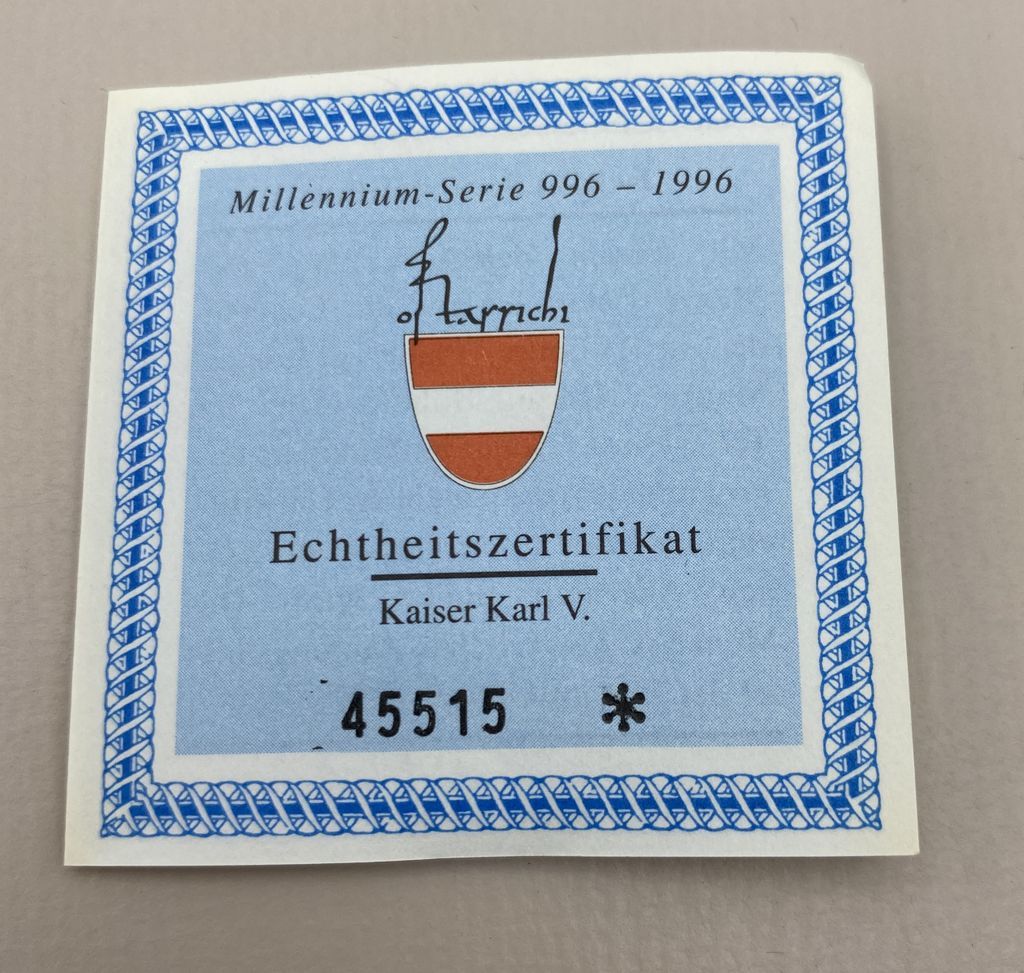 Millennium-Serie 996 – 1996
ostarrichi
Echtheitszertifikat
Kaiser Karl V.
45515 *